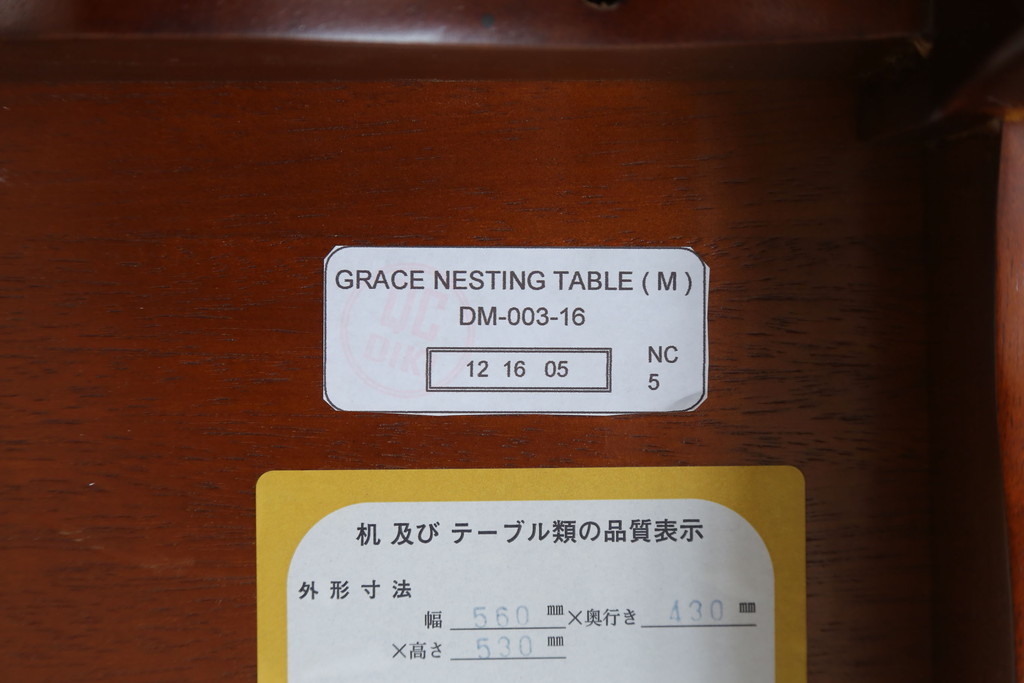 GRACE NESTING TABLE ( M )
DM-003-16
12 16 05
NC
5
QC
机 及び テーブル類の品質表示
外形寸法
幅 560 mm×奥行き 430 mm
×高さ 530 mm